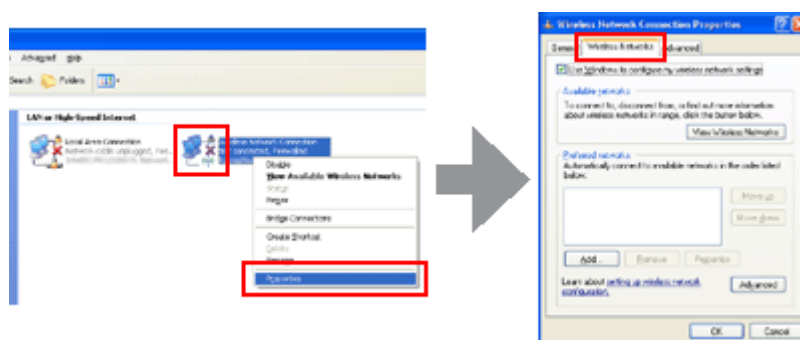 Advanced Help
Search Folders
LAN or High-Speed Internet
Local Area Connection
Network cable unplugged, Fire...
Wireless Network Connection
Disable
View Available Wireless Networks
Status
Repair
Bridge Connections
Create Shortcut
Delete
Rename
Properties
Wireless Network Connection Properties
General Wireless Networks Advanced
Use Windows to configure my wireless network settings
Available networks
To connect to, disconnect from, or find out more information
about wireless networks in range, click the button below.
View Wireless Networks
Preferred networks
Automatically connect to available networks in the order listed
below:
Move up
Move down
Add... Remove Properties
Learn about setting up wireless network
configuration.
Advanced
OK Cancel